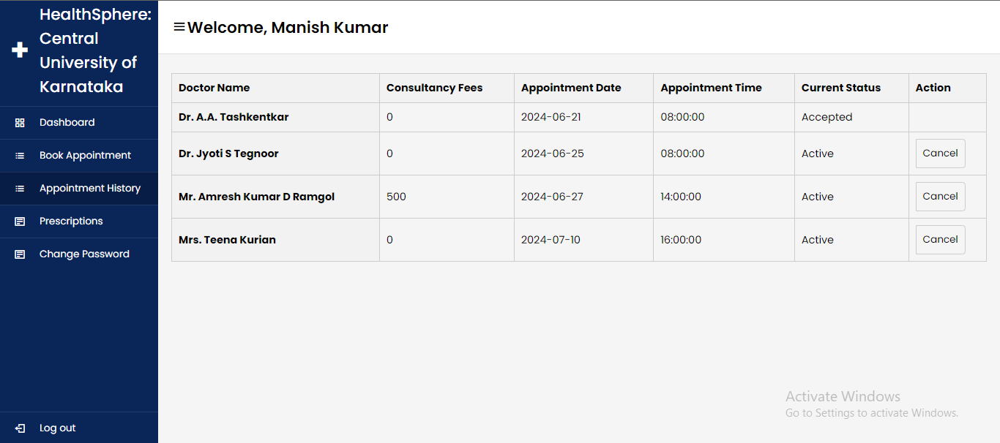 HealthSphere:
Central
University of
Karnataka
Dashboard
Book Appointment
Appointment History
Prescriptions
Change Password
Log out
Welcome, Manish Kumar
Doctor Name Consultancy Fees Appointment Date Appointment Time Current Status Action
Dr. A.A. Tashkentkar 0 2024-06-21 08:00:00 Accepted
Dr. Jyoti S Tegnoor 0 2024-06-25 08:00:00 Active Cancel
Mr. Amresh Kumar D Ramgol 500 2024-06-27 14:00:00 Active Cancel
Mrs. Teena Kurian 0 2024-07-10 16:00:00 Active Cancel
Activate Windows
Go to Settings to activate Windows.